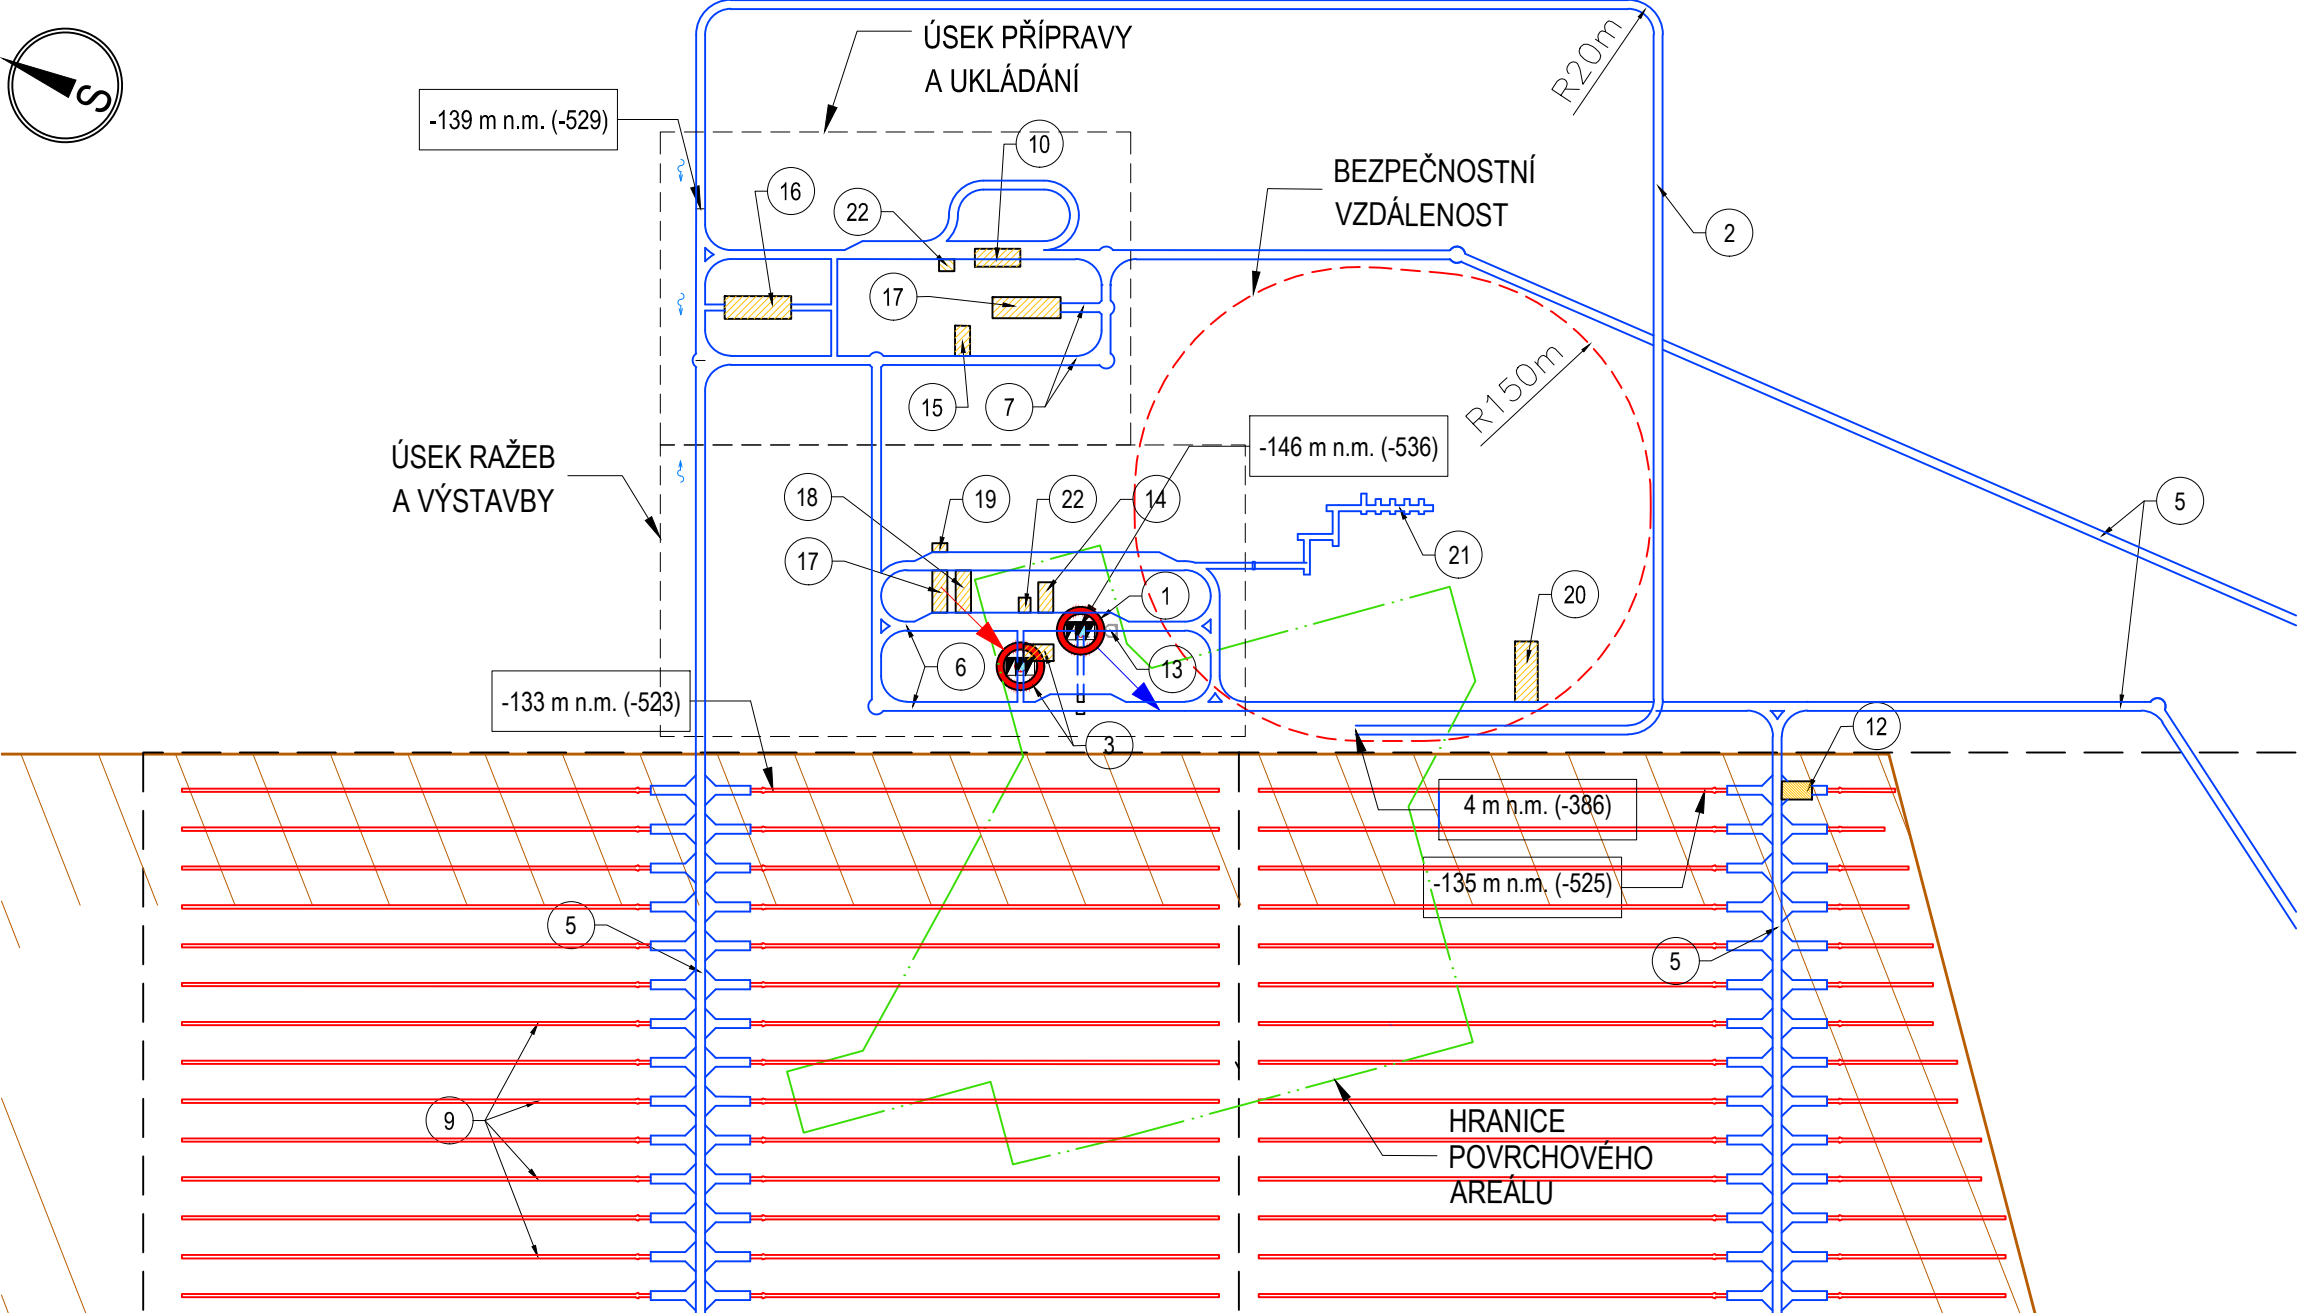 S
ÚSEK PŘÍPRAVY
A UKLÁDÁNÍ
R20m
-139 m n.m. (-529)
10
BEZPEČNOSTNÍ
VZDÁLENOST
16
22
2
17
R150m
15
7
-146 m n.m. (-536)
ÚSEK RAŽEB
A VÝSTAVBY
18
19
22
14
5
21
17
1
20
6
13
-133 m n.m. (-523)
3
12
4 m n.m. (-386)
-135 m n.m. (-525)
5
5
9
HRANICE
POVRCHOVÉHO
AREÁLU